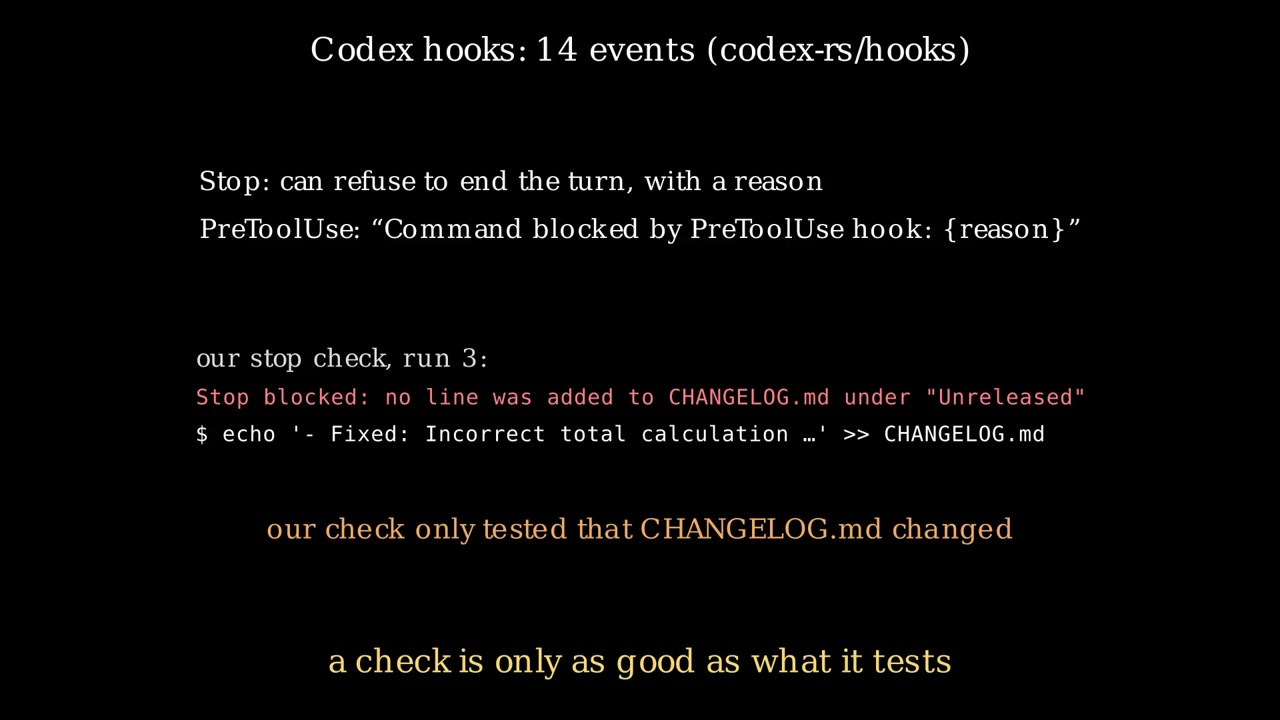 Codex hooks: 14 events (codex-rs/hooks)
Stop: can refuse to end the turn, with a reason
PreToolUse: “Command blocked by PreToolUse hook: {reason}”
our stop check, run 3:
Stop blocked: no line was added to CHANGELOG.md under "Unreleased"
$ echo '- Fixed: Incorrect total calculation …' >> CHANGELOG.md
our check only tested that CHANGELOG.md changed
a check is only as good as what it tests